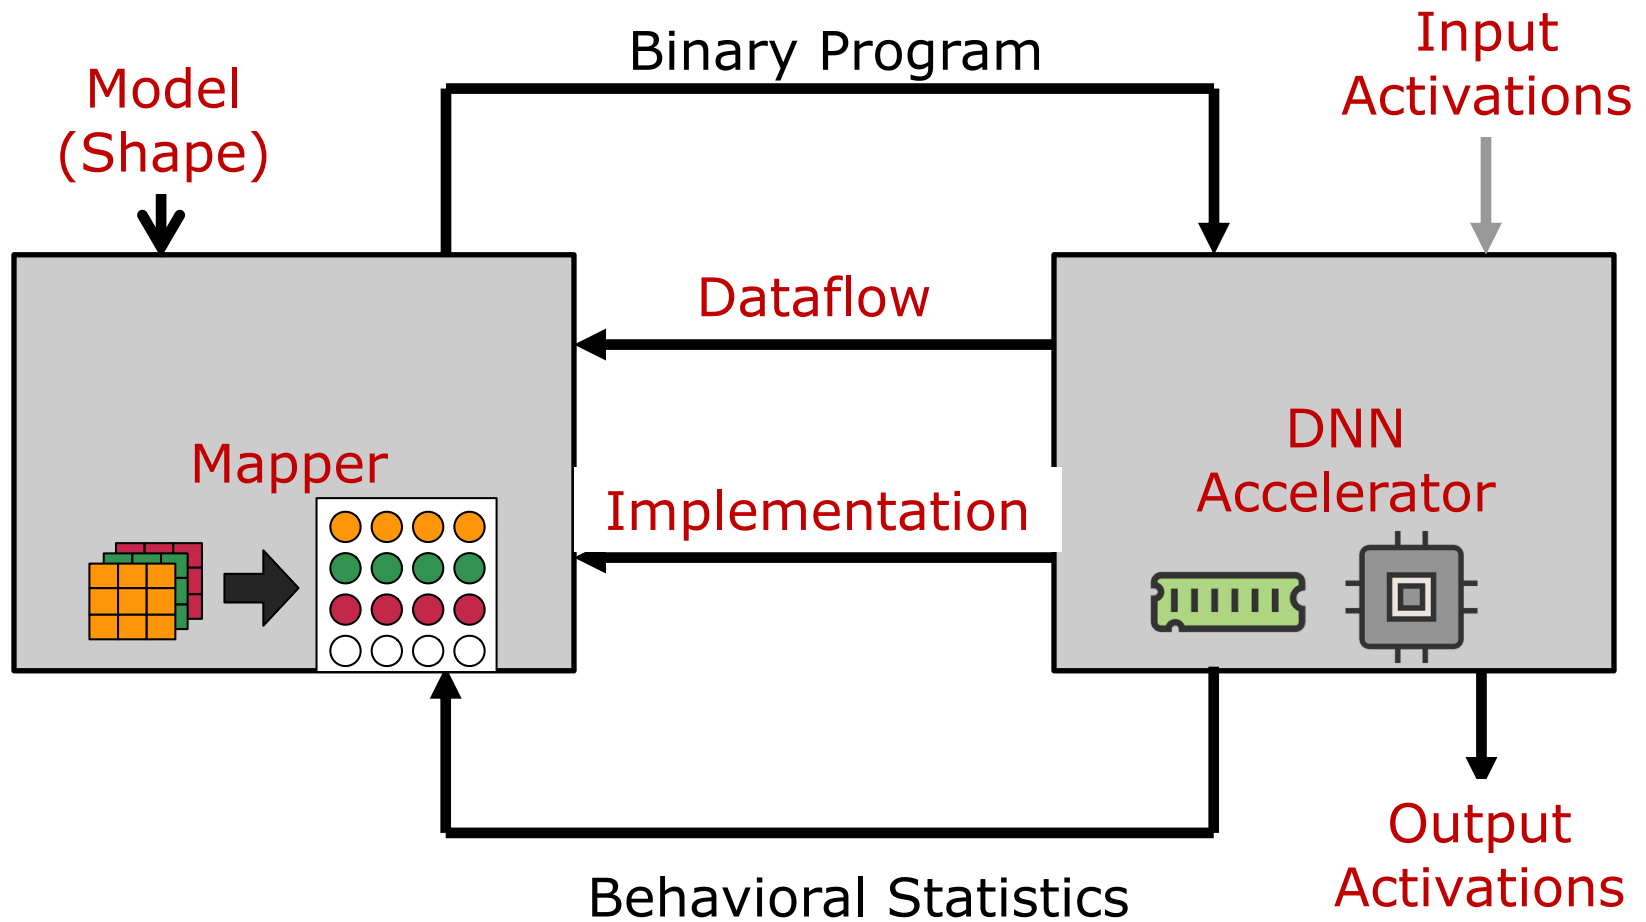 Binary Program
Input
Activations
Model
(Shape)
Dataflow
DNN
Accelerator
Mapper
Implementation
Output
Activations
Behavioral Statistics